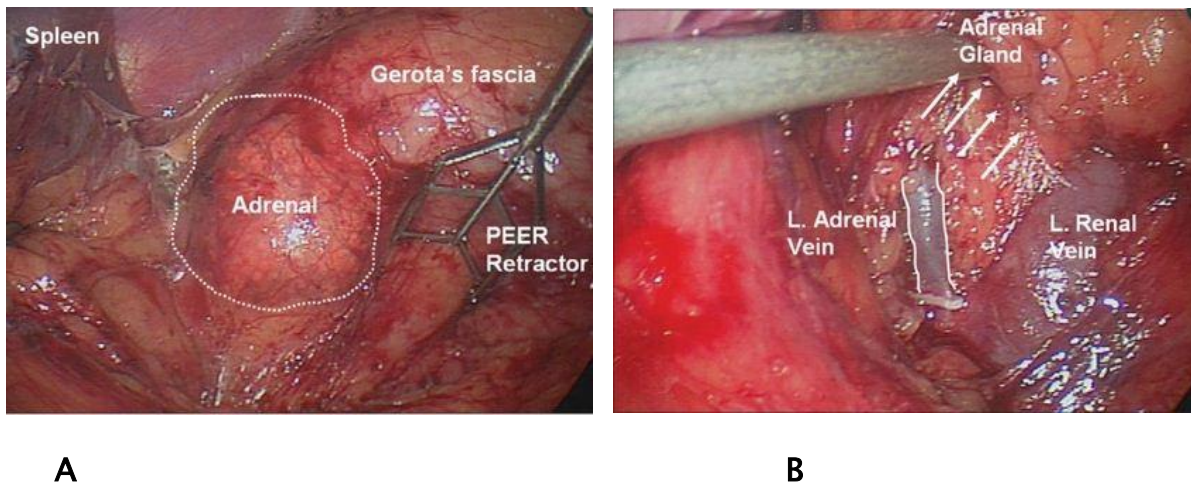 Spleen
Gerota's fascia
Adrenal
PEER
Retractor
Adrenal
Gland
L. Adrenal
Vein
L. Renal
Vein
A
B